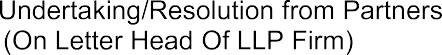 Undertaking/Resolution from Partners
(On Letter Head Of LLP Firm)